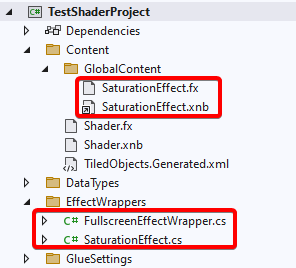 TestShaderProject
Dependencies
Content
GlobalContent
SaturationEffect.fx
SaturationEffect.xnb
Shader.fx
Shader.xnb
TiledObjects.Generated.xml
DataTypes
EffectWrappers
C# FullscreenEffectWrapper.cs
C# SaturationEffect.cs
GlueSettings